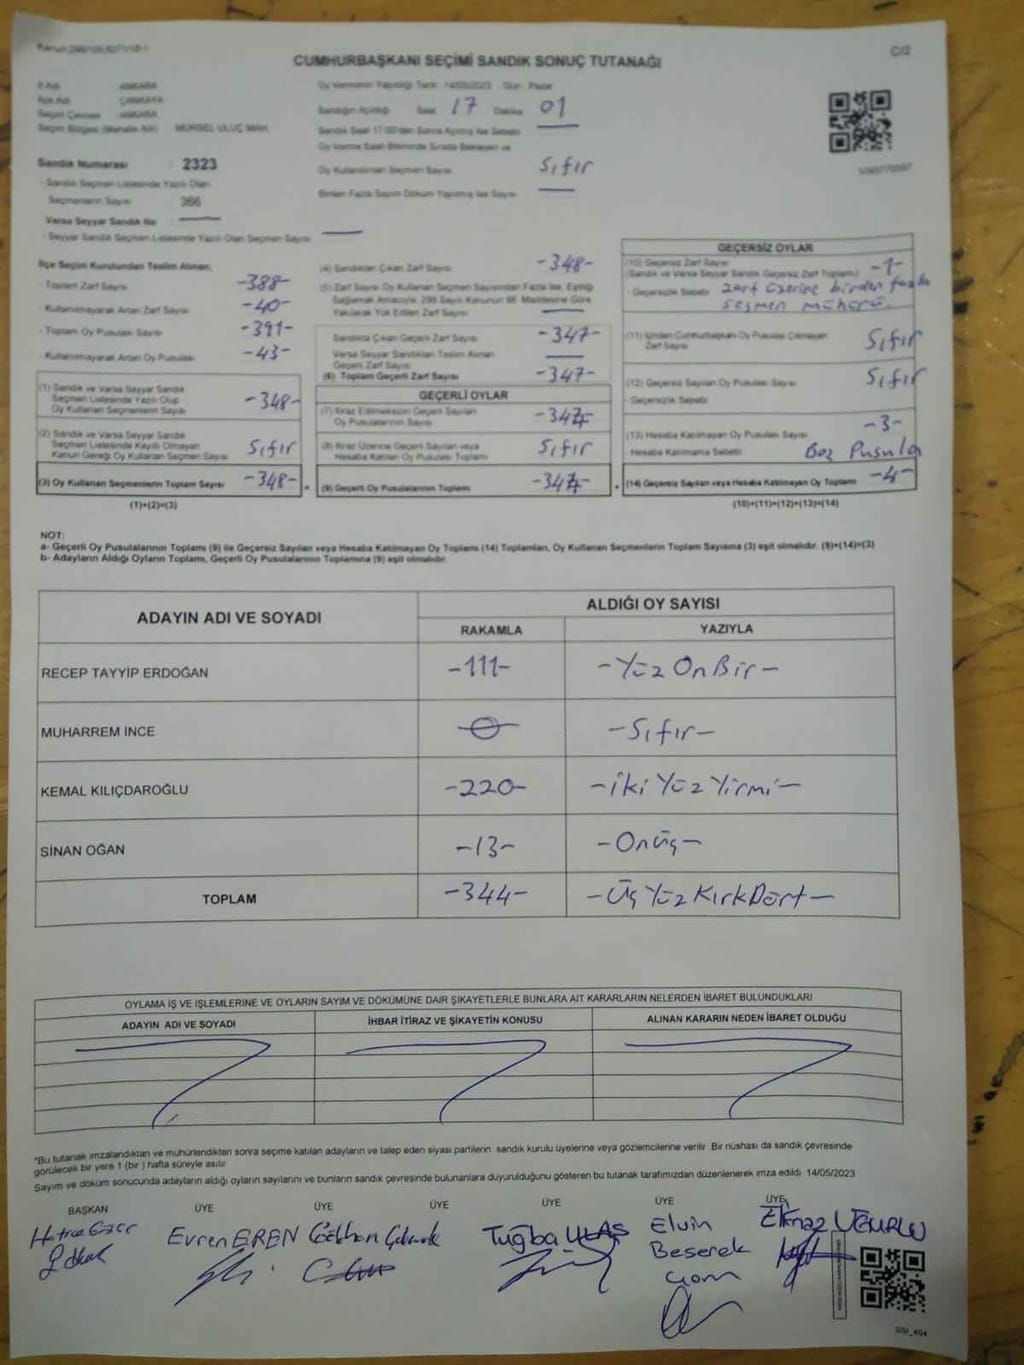 Kanun:298/105,6271/10-1
C/2
CUMHURBAŞKANI SEÇİMİ SANDIK SONUÇ TUTANAĞI
İl Adı : ANKARA
İlçe Adı : ÇANKAYA
Seçim Çevresi : ANKARA
Seçim Bölgesi (Mahalle Adı) : MÜRSEL ULUÇ MAH.
Sandık Numarası : 2323
- Sandık Seçmen Listesinde Yazılı Olan
Seçmenlerin Sayısı : 366
Varsa Seyyar Sandık No :
- Seyyar Sandık Seçmen Listesinde Yazılı Olan Seçmen Sayısı
Oy Vermenin Yapıldığı Tarih : 14/05/2023 Gün : Pazar
Sandığın Açıldığı Saat 17 Dakika 01
Sandık Saat 17:00'den Sonra Açılmış İse Sebebi
Oy Verme Saati Bitiminde Sırada Bekleyen ve
Oy Kullandırılan Seçmen Sayısı Sıfır
Birden Fazla Sayım Döküm Yapılmış İse Sayısı
İlçe Seçim Kurulundan Teslim Alınan;
- Toplam Zarf Sayısı -388-
- Kullanılmayarak Artan Zarf Sayısı -40-
- Toplam Oy Pusulası Sayısı -391-
- Kullanılmayarak Artan Oy Pusulası -43-
(1) Sandık ve Varsa Seyyar Sandık
Seçmen Listesinde Yazılı Olup
Oy Kullanan Seçmenlerin Sayısı -348-
(2) Sandık ve Varsa Seyyar Sandık
Seçmen Listesinde Kayıtlı Olmayan
Kanun Gereği Oy Kullanan Seçmen Sayısı Sıfır
(3) Oy Kullanan Seçmenlerin Toplam Sayısı -348-
(1)+(2)=(3)
(4) Sandıktan Çıkan Zarf Sayısı -348-
(5) Zarf Sayısı Oy Kullanan Seçmen Sayısından Fazla İse, Eşitliği
Sağlamak Amacıyla, 298 Sayılı Kanunun 98. Maddesine Göre
Yakılarak Yok Edilen Zarf Sayısı
Sandıkta Çıkan Geçerli Zarf Sayısı -347-
Varsa Seyyar Sandıktan Teslim Alınan
Geçerli Zarf Sayısı
(6) Toplam Geçerli Zarf Sayısı -347-
GEÇERLİ OYLAR
(7) İtiraz Edilmeksizin Geçerli Sayılan
Oy Pusulalarının Sayısı
(8) İtiraz Üzerine Geçerli Sayılan veya
Hesaba Katılan Oy Pusulası Toplamı Sıfır
(9) Geçerli Oy Pusulalarının Toplamı
GEÇERSİZ OYLAR
(10) Geçersiz Zarf Sayısı
(Sandık ve Varsa Seyyar Sandık Geçersiz Zarf Toplamı) -1-
- Geçersizlik Sebebi zarf üzerine birden fazla
seçmen mührü.
(11) İçinden Cumhurbaşkanı Oy Pusulası Çıkmayan
Zarf Sayısı Sıfır
(12) Geçersiz Sayılan Oy Pusulası Sayısı Sıfır
- Geçersizlik Sebebi
(13) Hesaba Katılmayan Oy Pusulası Sayısı -3-
- Hesaba Katılmama Sebebi Boz Pusula
(14) Geçersiz Sayılan veya Hesaba Katılmayan Oy Toplamı -4-
(10)+(11)+(12)+(13)=(14)
NOT:
a- Geçerli Oy Pusulalarının Toplamı (9) ile Geçersiz Sayılan veya Hesaba Katılmayan Oy Toplamı (14) Toplamları, Oy Kullanan Seçmenlerin Toplam Sayısına (3) eşit olmalıdır. (9)+(14)=(3)
b- Adayların Aldığı Oyların Toplamı, Geçerli Oy Pusulalarının Toplamına (9) eşit olmalıdır.
ADAYIN ADI VE SOYADI
ALDIĞI OY SAYISI
RAKAMLA YAZIYLA
RECEP TAYYİP ERDOĞAN -111- -Yüz On Bir-
MUHARREM İNCE -0- -Sıfır-
KEMAL KILIÇDAROĞLU -220- -İki Yüz Yirmi-
SİNAN OĞAN -13- -Onüç-
TOPLAM -344- -Üç Yüz Kırk Dört-
OYLAMA İŞ VE İŞLEMLERİNE VE OYLARIN SAYIM VE DÖKÜMÜNE DAİR ŞİKAYETLERLE BUNLARA AİT KARARLARIN NELERDEN İBARET BULUNDUKLARI
ADAYIN ADI VE SOYADI İHBAR İTİRAZ VE ŞİKAYETİN KONUSU ALINAN KARARIN NEDEN İBARET OLDUĞU
*Bu tutanak imzalandıktan ve mühürlendikten sonra seçime katılan adayların ve talep eden siyasi partilerin sandık kurulu üyelerine veya gözlemcilerine verilir. Bir nüshası da sandık çevresinde
görülecek bir yere 1 (bir) hafta süreyle asılır.
Sayım ve döküm sonucunda adayların aldığı oyların sayılarını ve bunların sandık çevresinde bulunanlara duyurulduğunu gösteren bu tutanak tarafımızdan düzenlenerek imza edildi. 14/05/2023
BAŞKAN ÜYE ÜYE ÜYE ÜYE ÜYE ÜYE
Evren EREN Gökhan Tuğba ULAŞ Elvin Elknaz UĞURLU
Beserek